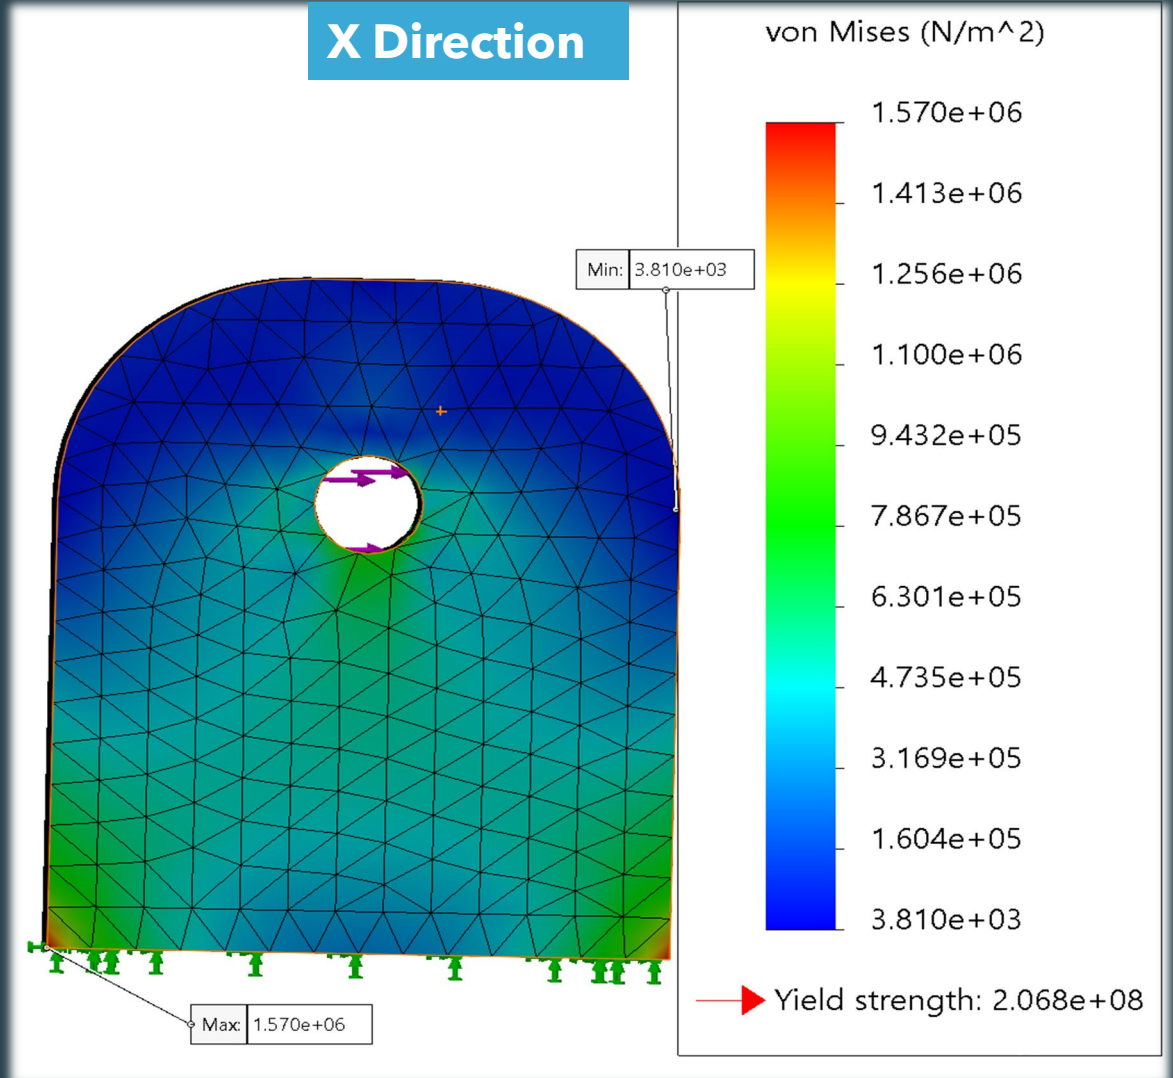 X Direction
von Mises (N/m^2)
1.570e+06
1.413e+06
1.256e+06
1.100e+06
9.432e+05
7.867e+05
6.301e+05
4.735e+05
3.169e+05
1.604e+05
3.810e+03
Yield strength: 2.068e+08
Min: 3.810e+03
Max: 1.570e+06